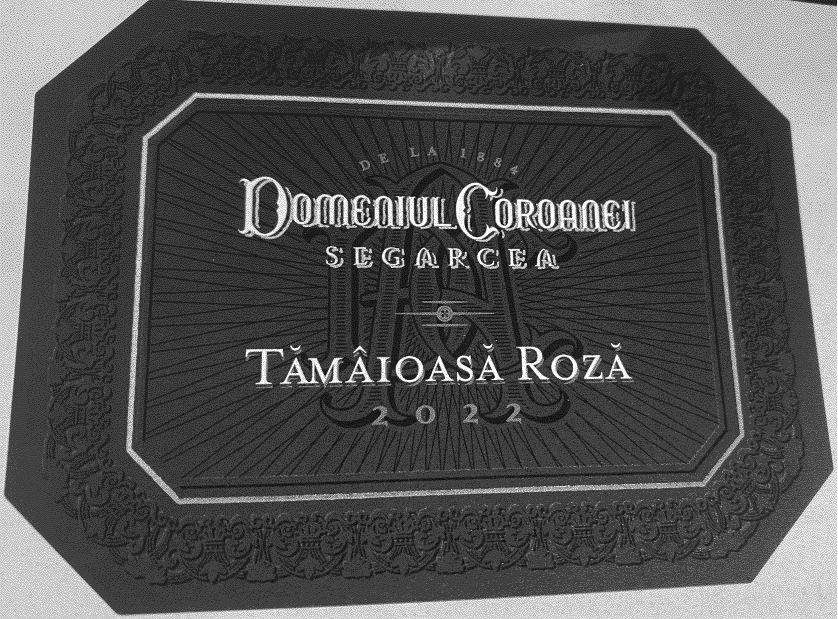 DE LA 1884
DOMENIUL COROANEI
SEGARCEA
TĂMÂIOASĂ ROZĂ
2022